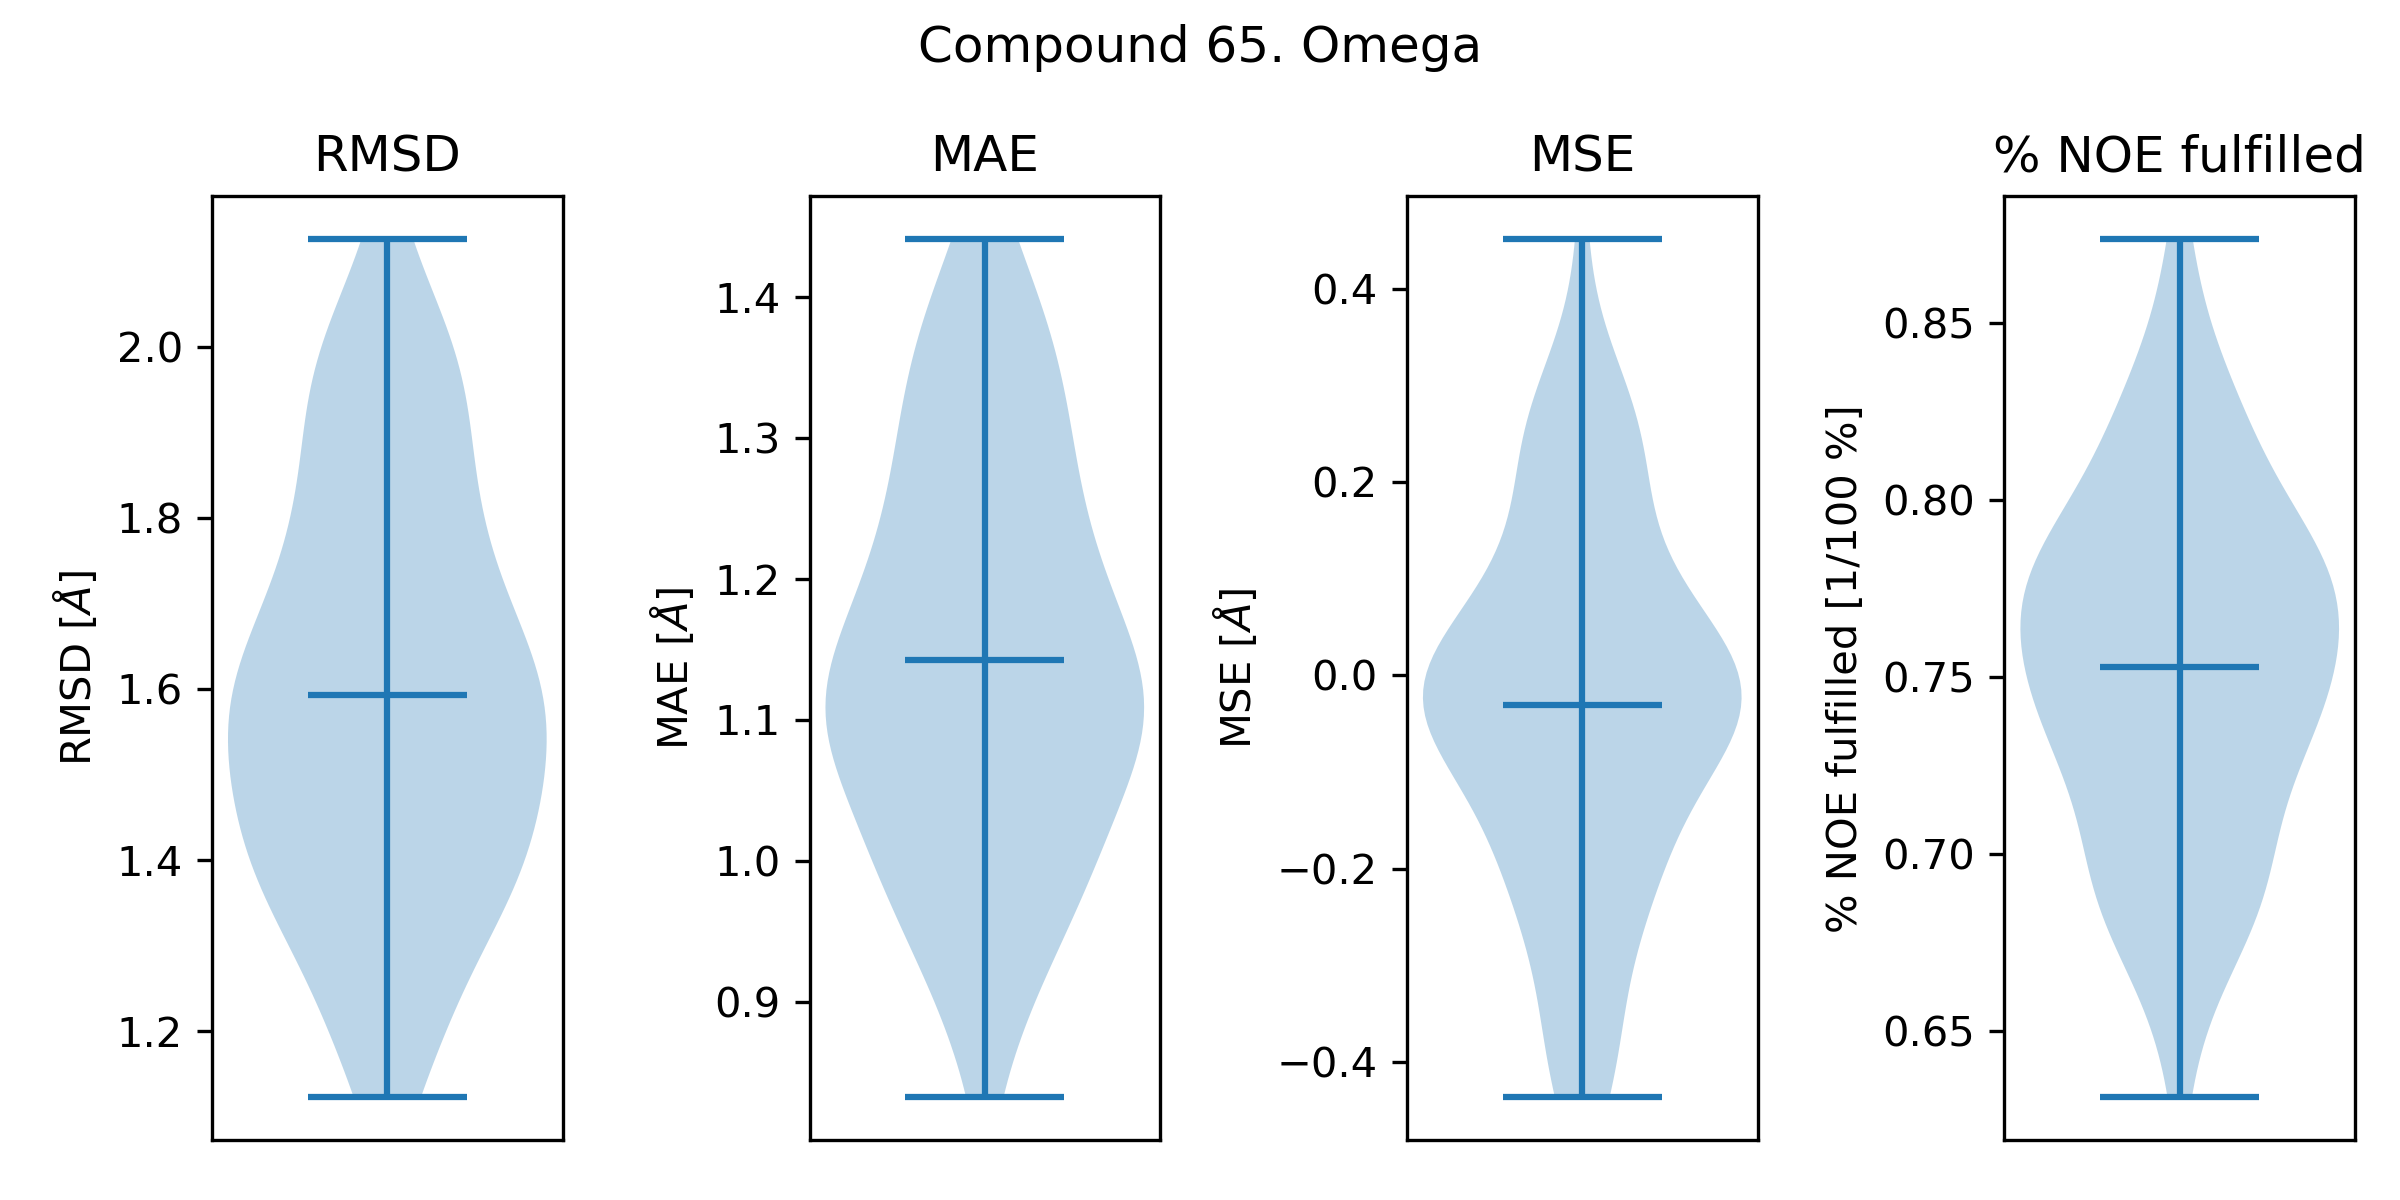 Compound 65. Omega
RMSD
RMSD [Å]
2.0
1.8
1.6
1.4
1.2
MAE
MAE [Å]
1.4
1.3
1.2
1.1
1.0
0.9
MSE
MSE [Å]
0.4
0.2
0.0
−0.2
−0.4
% NOE fulfilled
% NOE fulfilled [1/100 %]
0.85
0.80
0.75
0.70
0.65